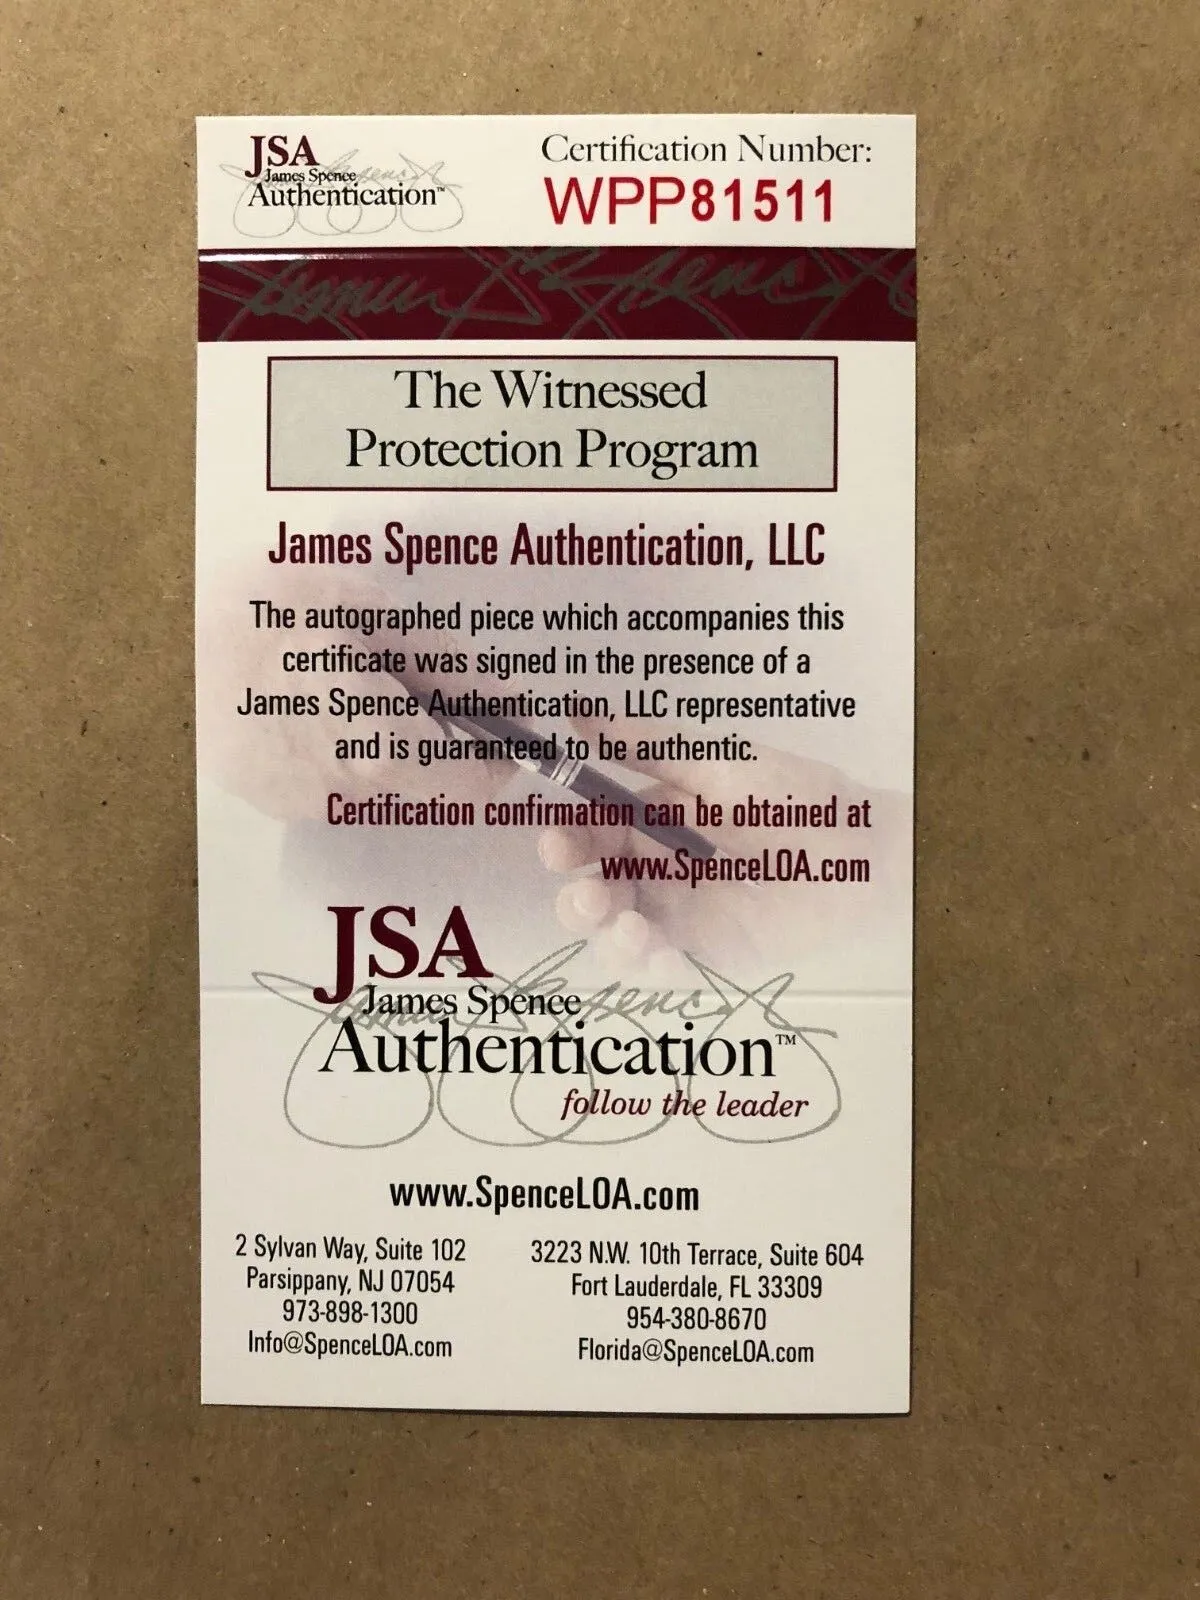 JSA
James Spence
Authentication™
Certification Number:
WPP81511
James Spence
The Witnessed
Protection Program
James Spence Authentication, LLC
The autographed piece which accompanies this
certificate was signed in the presence of a
James Spence Authentication, LLC representative
and is guaranteed to be authentic.
Certification confirmation can be obtained at
www.SpenceLOA.com
JSA
James Spence
Authentication™
follow the leader
www.SpenceLOA.com
2 Sylvan Way, Suite 102
Parsippany, NJ 07054
973-898-1300
Info@SpenceLOA.com
3223 N.W. 10th Terrace, Suite 604
Fort Lauderdale, FL 33309
954-380-8670
Florida@SpenceLOA.com